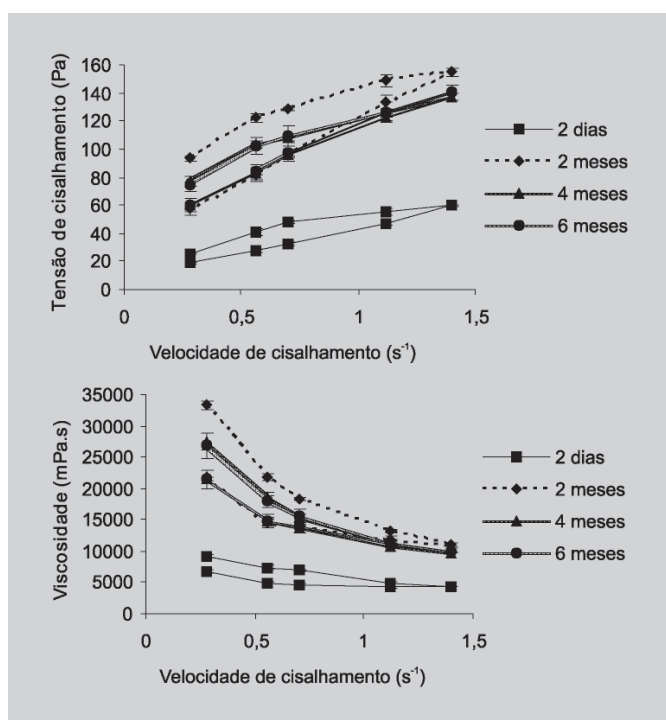 160
140
120
100
80
60
40
20
0
Tensão de cisalhamento (Pa)
0
0,5
1
1,5
Velocidade de cisalhamento (s⁻¹)
2 dias
2 meses
4 meses
6 meses
35000
30000
25000
20000
15000
10000
5000
0
Viscosidade (mPa.s)
0
0,5
1
1,5
Velocidade de cisalhamento (s⁻¹)
2 dias
2 meses
4 meses
6 meses